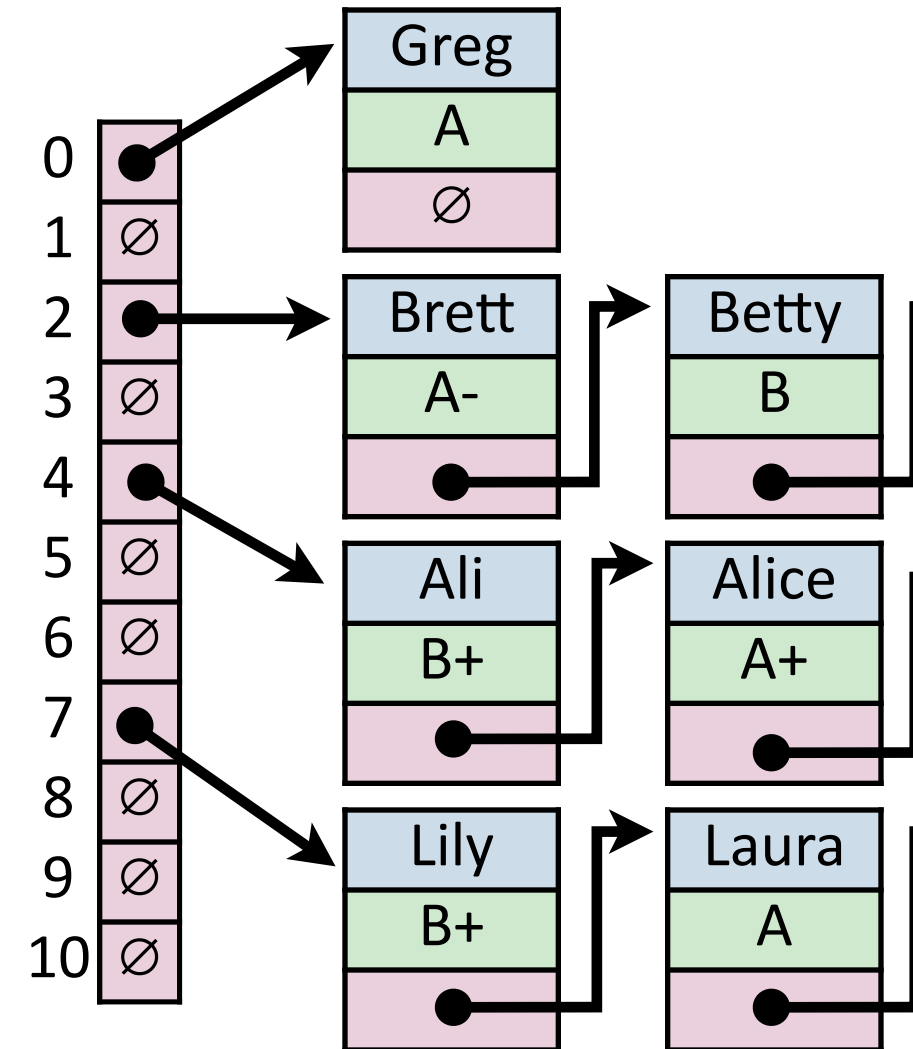 Greg
A
∅
0
1 ∅
2
3 ∅
4
5 ∅
6 ∅
7
8 ∅
9 ∅
10 ∅
Brett
A-
Betty
B
Ali
B+
Alice
A+
Lily
B+
Laura
A